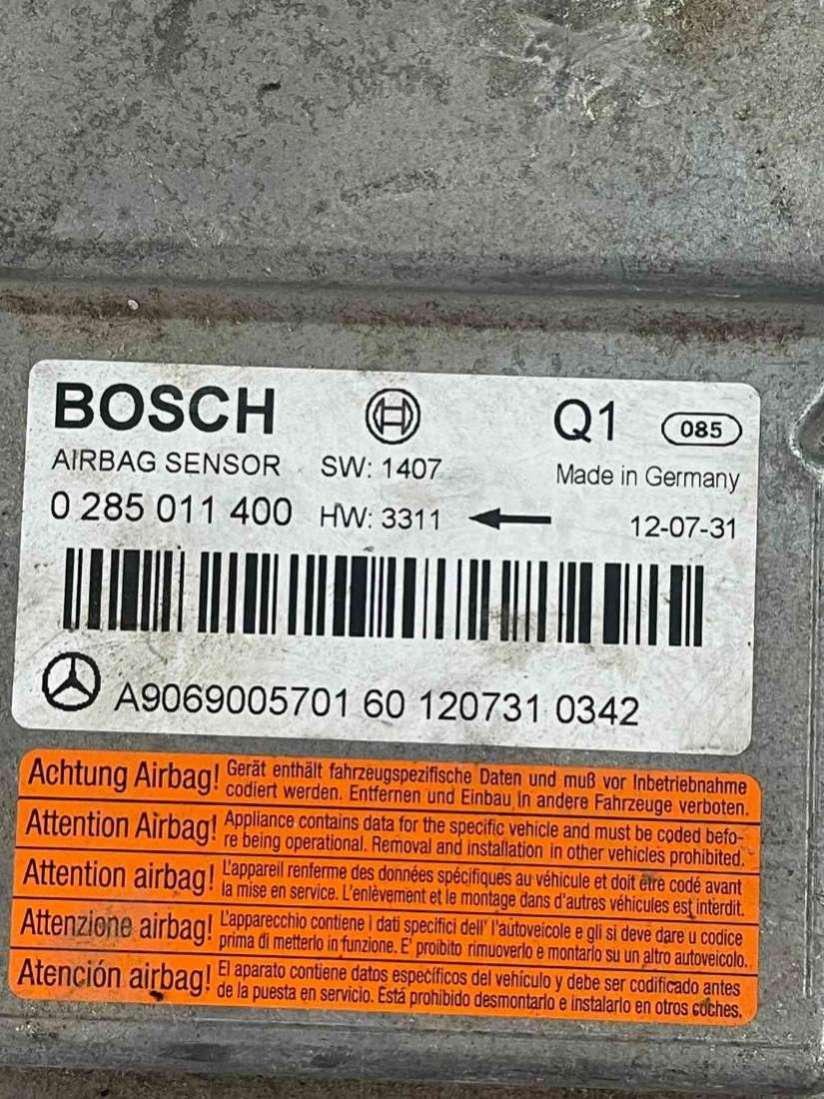 BOSCH Q1 085
AIRBAG SENSOR SW: 1407 Made in Germany
0 285 011 400 HW: 3311 12-07-31
A9069005701 60 120731 0342
Achtung Airbag! Gerät enthält fahrzeugspezifische Daten und muß vor Inbetriebnahme
codiert werden. Entfernen und Einbau in andere Fahrzeuge verboten.
Attention Airbag! Appliance contains data for the specific vehicle and must be coded befo-
re being operational. Removal and installation in other vehicles prohibited.
Attention airbag! L'appareil renferme des données spécifiques au véhicule et doit être codé avant
la mise en service. L'enlèvement et le montage dans d'autres véhicules est interdit.
Attenzione airbag! L'apparecchio contiene i dati specifici dell' l'autoveicolo e gli si deve dare u codice
prima di metterlo in funzione. E' proibito rimuoverlo e montarlo su un altro autoveicolo.
Atención airbag! El aparato contiene datos específicos del vehículo y debe ser codificado antes
de la puesta en servicio. Está prohibido desmontarlo e instalarlo en otros coches.